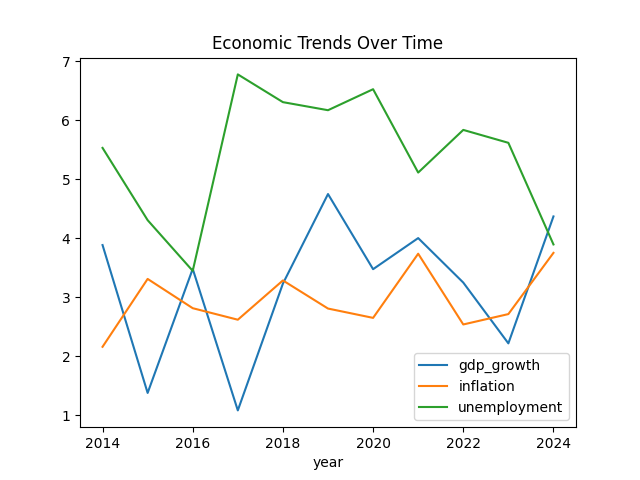 Economic Trends Over Time
7
6
5
4
3
2
1
gdp_growth
inflation
unemployment
2014 2016 2018 2020 2022 2024
year